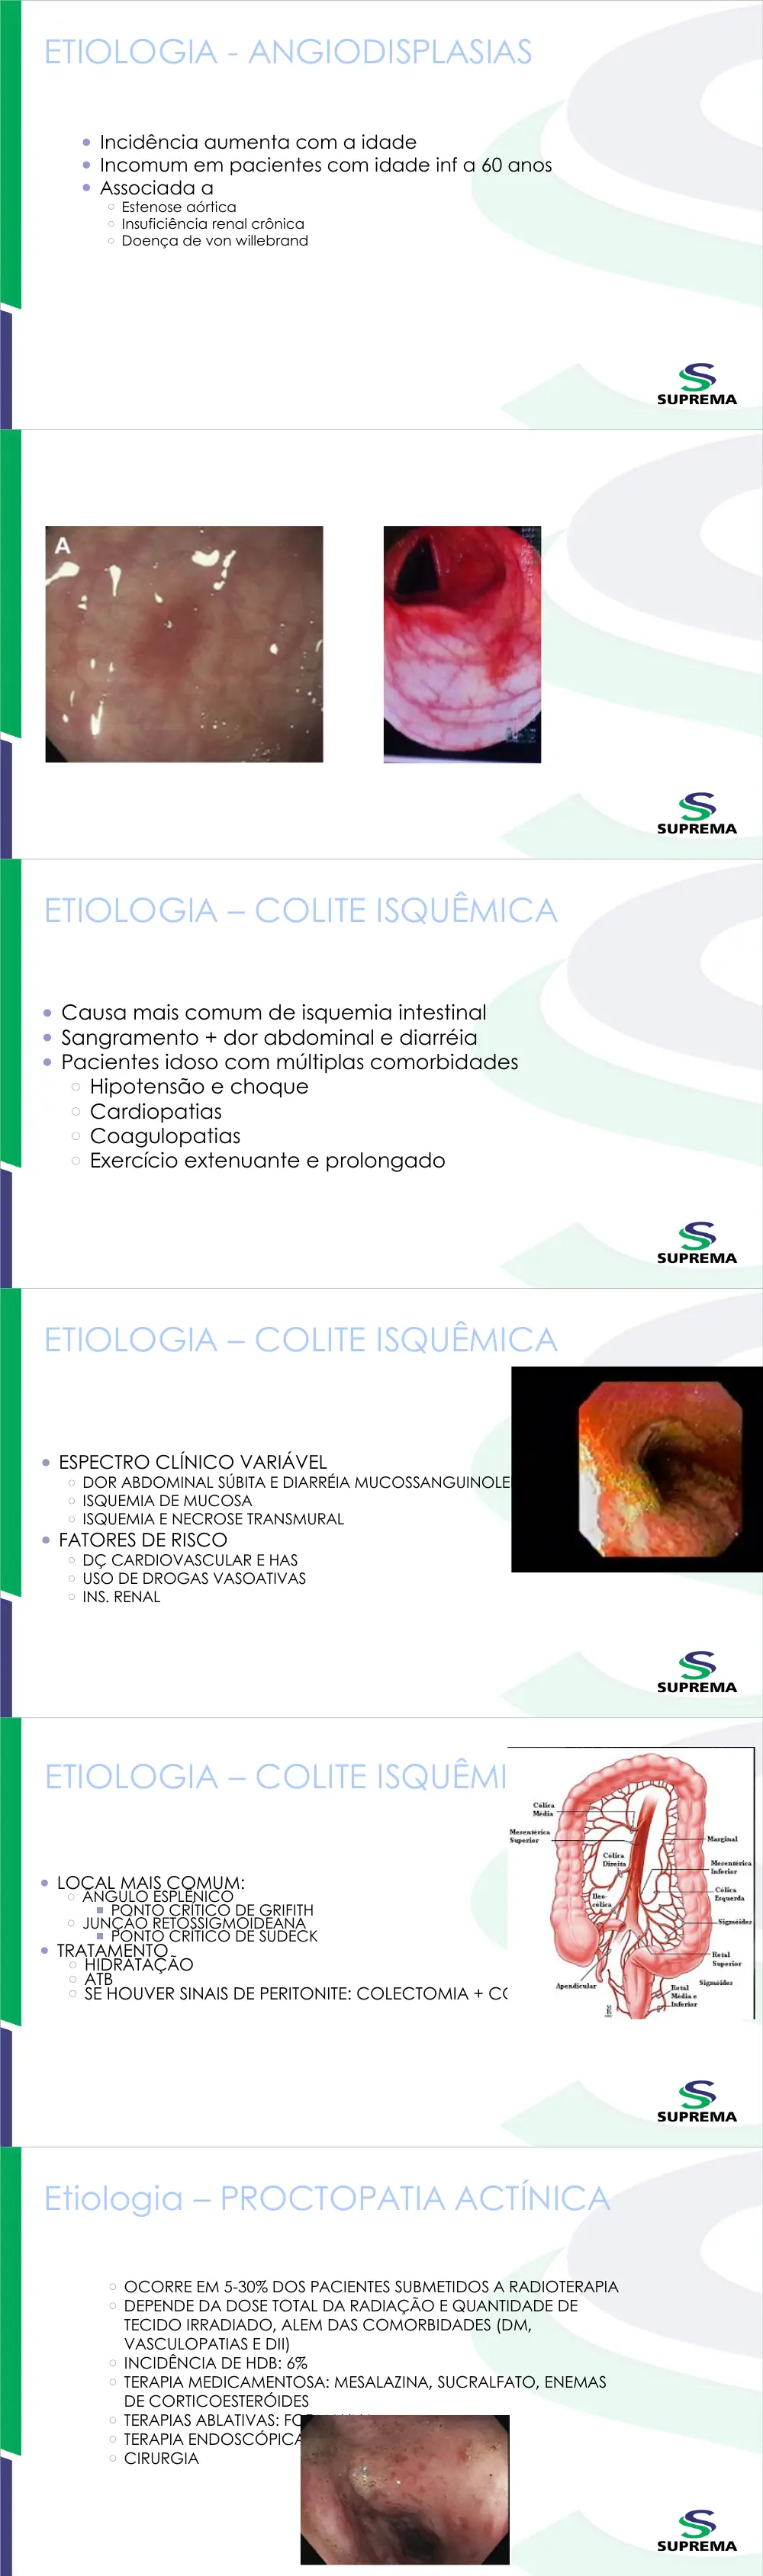 ETIOLOGIA - ANGIODISPLASIAS
Incidência aumenta com a idade
Incomum em pacientes com idade inf a 60 anos
Associada a
Estenose aórtica
Insuficiência renal crônica
Doença de von willebrand
SUPREMA
A
SUPREMA
ETIOLOGIA – COLITE ISQUÊMICA
Causa mais comum de isquemia intestinal
Sangramento + dor abdominal e diarréia
Pacientes idoso com múltiplas comorbidades
Hipotensão e choque
Cardiopatias
Coagulopatias
Exercício extenuante e prolongado
SUPREMA
ETIOLOGIA – COLITE ISQUÊMICA
ESPECTRO CLÍNICO VARIÁVEL
DOR ABDOMINAL SÚBITA E DIARRÉIA MUCOSSANGUINOLE
ISQUEMIA DE MUCOSA
ISQUEMIA E NECROSE TRANSMURAL
FATORES DE RISCO
DÇ CARDIOVASCULAR E HAS
USO DE DROGAS VASOATIVAS
INS. RENAL
SUPREMA
ETIOLOGIA – COLITE ISQUÊMI
LOCAL MAIS COMUM:
ÂNGULO ESPLÊNICO
PONTO CRÍTICO DE GRIFITH
JUNÇÃO RETOSSIGMOIDEANA
PONTO CRÍTICO DE SUDECK
TRATAMENTO
HIDRATAÇÃO
ATB
SE HOUVER SINAIS DE PERITONITE: COLECTOMIA + CO
Cólica
Média
Mesentérica
Superior
Cólica
Direita
Íleo-
cólica
Apendicular
Marginal
Mesentérica
Inferior
Cólica
Esquerda
Sigmóides
Retal
Superior
Sigmóides
Retal
Média e
Inferior
SUPREMA
Etiologia – PROCTOPATIA ACTÍNICA
OCORRE EM 5-30% DOS PACIENTES SUBMETIDOS A RADIOTERAPIA
DEPENDE DA DOSE TOTAL DA RADIAÇÃO E QUANTIDADE DE
TECIDO IRRADIADO, ALEM DAS COMORBIDADES (DM,
VASCULOPATIAS E DII)
INCIDÊNCIA DE HDB: 6%
TERAPIA MEDICAMENTOSA: MESALAZINA, SUCRALFATO, ENEMAS
DE CORTICOESTERÓIDES
TERAPIAS ABLATIVAS:
TERAPIA ENDOSCÓPICA
CIRURGIA
SUPREMA